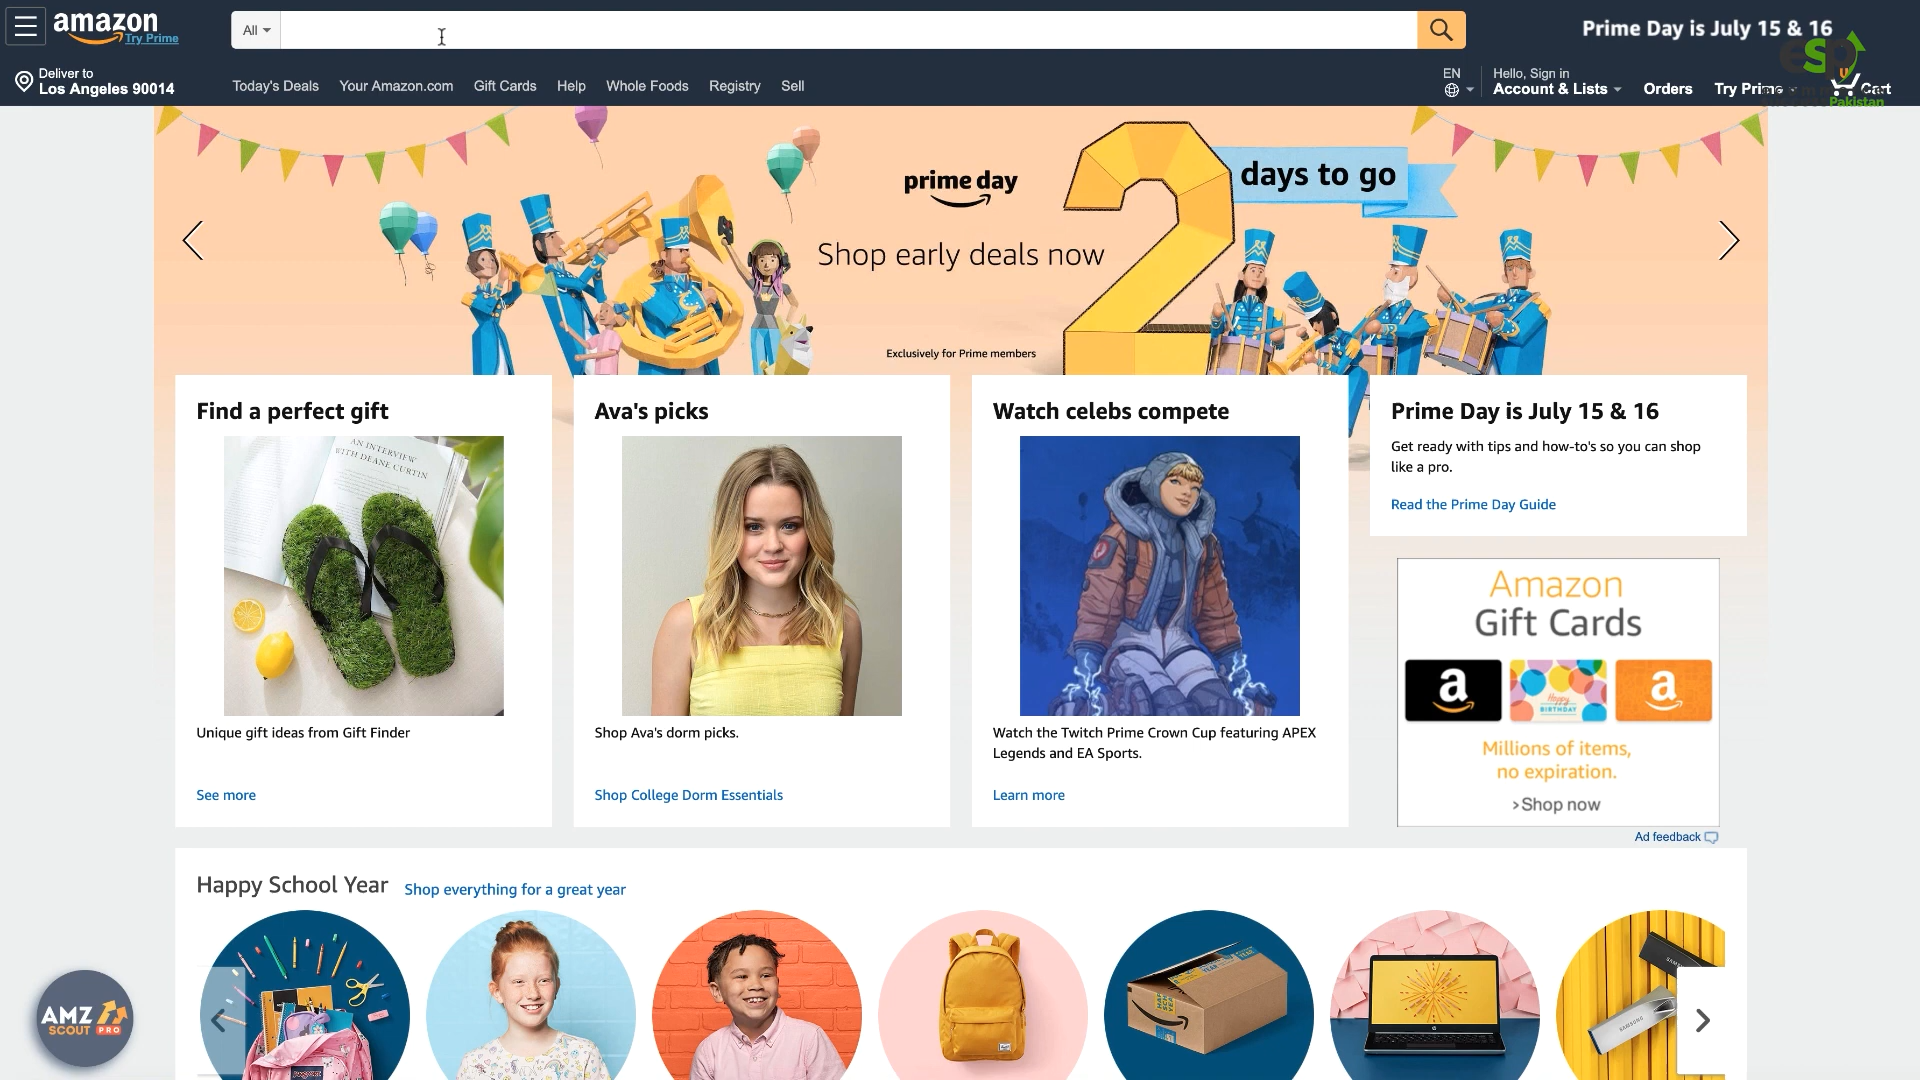 amazon
Try Prime
All
Prime Day is July 15 & 16
esp
Pakistan
Deliver to
Los Angeles 90014
Today's Deals
Your Amazon.com
Gift Cards
Help
Whole Foods
Registry
Sell
EN
Hello, Sign in
Account & Lists
Orders
Try Prime
Cart
prime day
2
days to go
Shop early deals now
Exclusively for Prime members
Find a perfect gift
AN INTERVIEW
WITH DEANE CURTIN
Unique gift ideas from Gift Finder
See more
Ava's picks
Shop Ava's dorm picks.
Shop College Dorm Essentials
Watch celebs compete
Watch the Twitch Prime Crown Cup featuring APEX
Legends and EA Sports.
Learn more
Prime Day is July 15 & 16
Get ready with tips and how-to's so you can shop
like a pro.
Read the Prime Day Guide
Amazon
Gift Cards
a
Happy
BIRTHDAY
a
Millions of items,
no expiration.
›Shop now
Ad feedback
Happy School Year
Shop everything for a great year
AMZ
SCOUT PRO
SAMSUNG